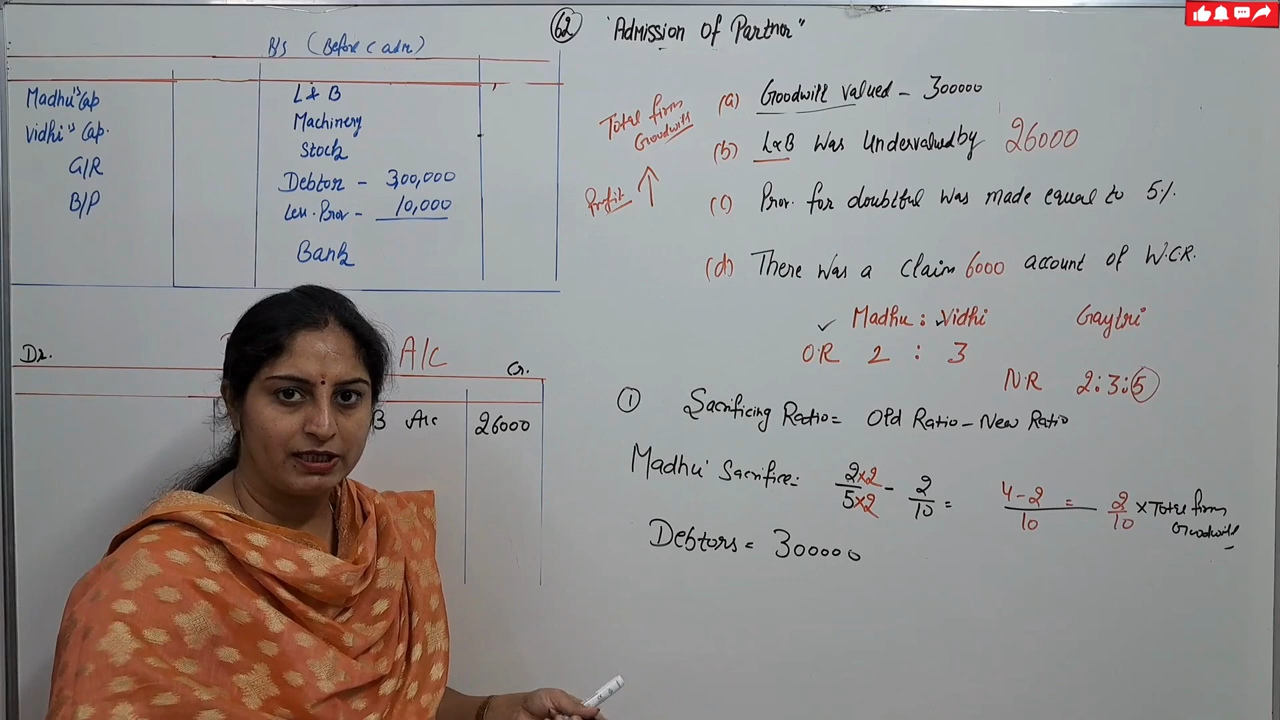 62 "Admission of Partner"
B/S (Before adm)
Madhu's Cap
Vidhi's Cap.
G/R
B/P
L & B
Machinery
Stock
Debtor - 3,00,000
Less. Prov - 10,000
Bank
Total firm Goodwill
Profit ↑
(a) Goodwill valued - 300000
(b) L&B Was Undervalued by 26000
(c) Prov. for doubtful was made equal to 5%.
(d) There was a Claim 6000 account of W.C.R.
✓ Madhu : ✓ Vidhi Gaytri
O.R 2 : 3
N.R 2:3:5
Dr. A/C Cr.
B A/c 26000
① Sacrificing Ratio = Old Ratio - New Ratio
Madhu' Sacrifice = 2×2/5×2 - 2/10 = 4-2/10 = 2/10 × Total firm Goodwill
Debtors = 300000